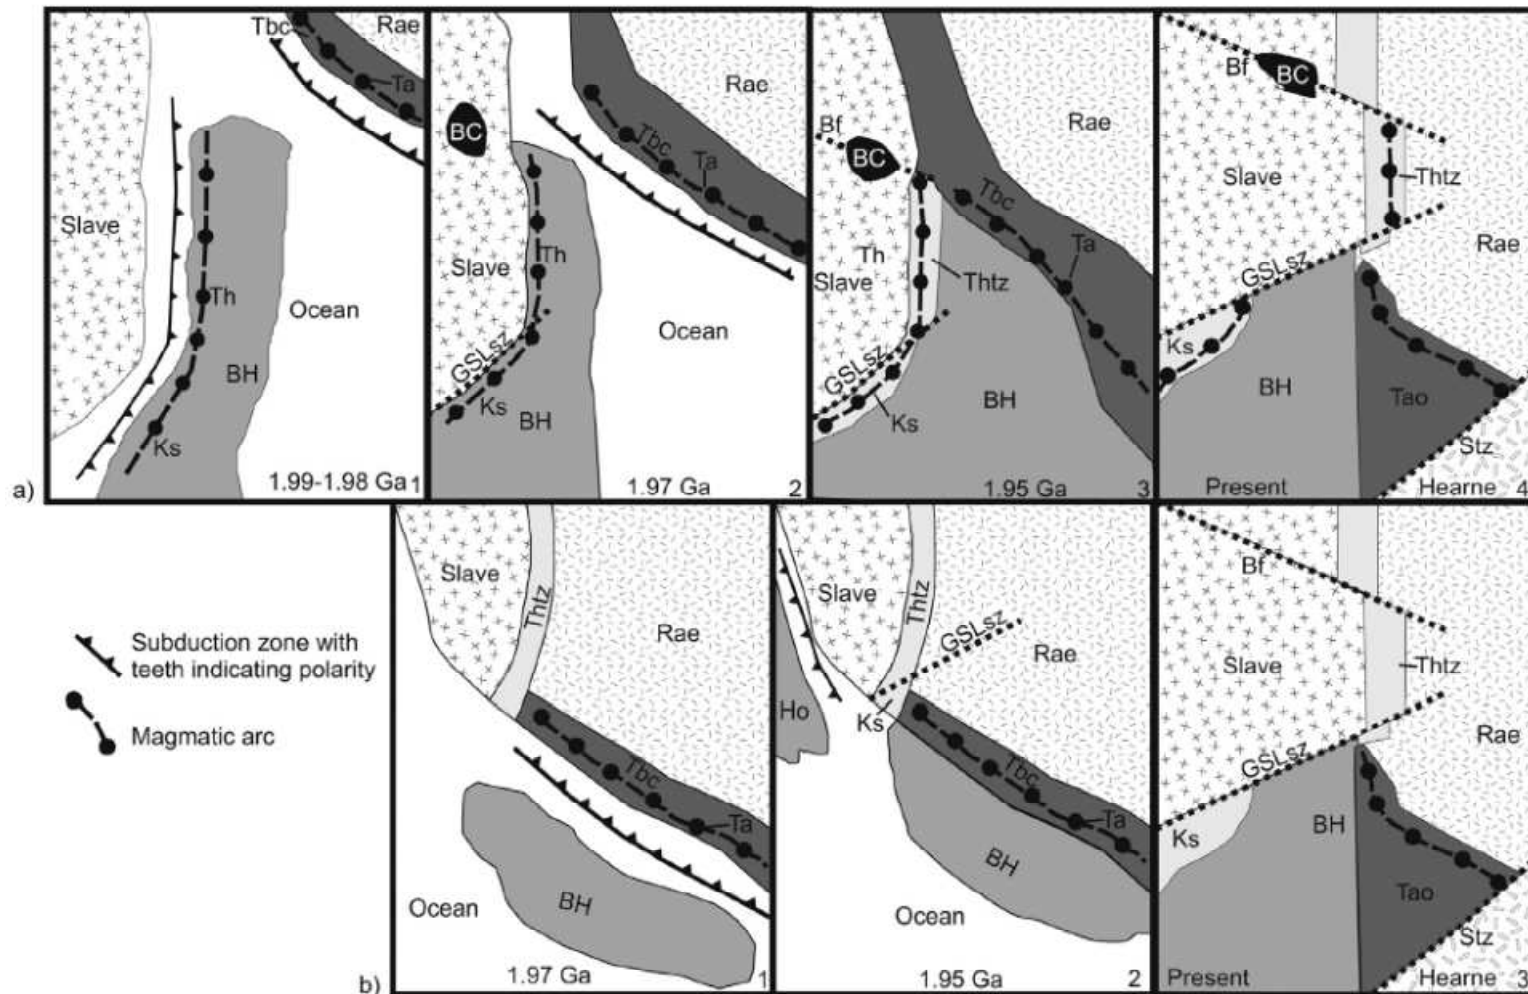 Tbc
Rae
Ta
Slave
Th
Ocean
BH
Ks
1.99-1.98 Ga 1
a)
Rae
BC
Tbc
Ta
Slave
Th
GSLsz
Ocean
Ks
BH
1.97 Ga 2
Bf
BC
Rae
Tbc
Th
Ta
Slave
Thtz
GSLsz
BH
Ks
1.95 Ga 3
Bf
BC
Slave
Thtz
Rae
GSLsz
Ks
BH
Tao
Stz
Present
Hearne 4
Subduction zone with
teeth indicating polarity
Magmatic arc
b)
Slave
Thtz
Rae
Tbc
Ta
BH
Ocean
1.97 Ga 1
Slave
Thtz
GSLsz
Rae
Ho
Ks
Tbc
Ta
BH
Ocean
1.95 Ga 2
Bf
Slave
Thtz
Rae
GSLsz
Ks
BH
Tao
Stz
Present
Hearne 3